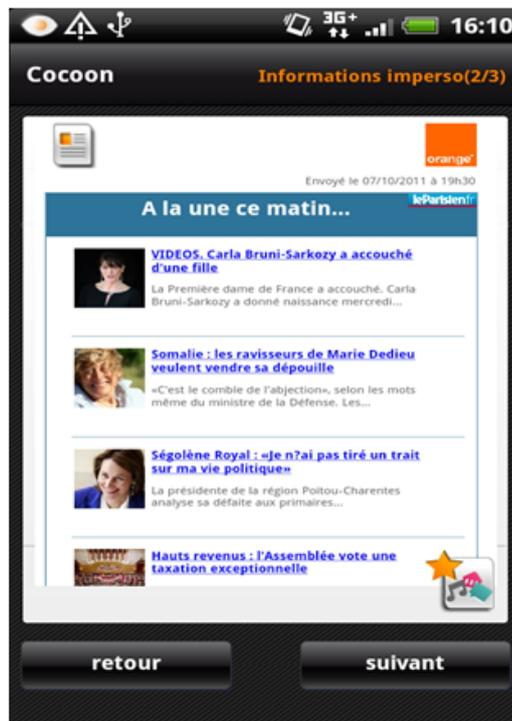 3G+ 16:10
Cocoon Informations imperso(2/3)
orange™
Envoyé le 07/10/2011 à 19h30
A la une ce matin... leParisien.fr
VIDEOS. Carla Bruni-Sarkozy a accouché
d'une fille
La Première dame de France a accouché. Carla
Bruni-Sarkozy a donné naissance mercredi...
Somalie : les ravisseurs de Marie Dedieu
veulent vendre sa dépouille
«C'est le comble de l'abjection», selon les mots
même du ministre de la Défense. Les...
Ségolène Royal : «Je n?ai pas tiré un trait
sur ma vie politique»
La présidente de la région Poitou-Charentes
analyse sa défaite aux primaires...
Hauts revenus : l'Assemblée vote une
taxation exceptionnelle
retour suivant